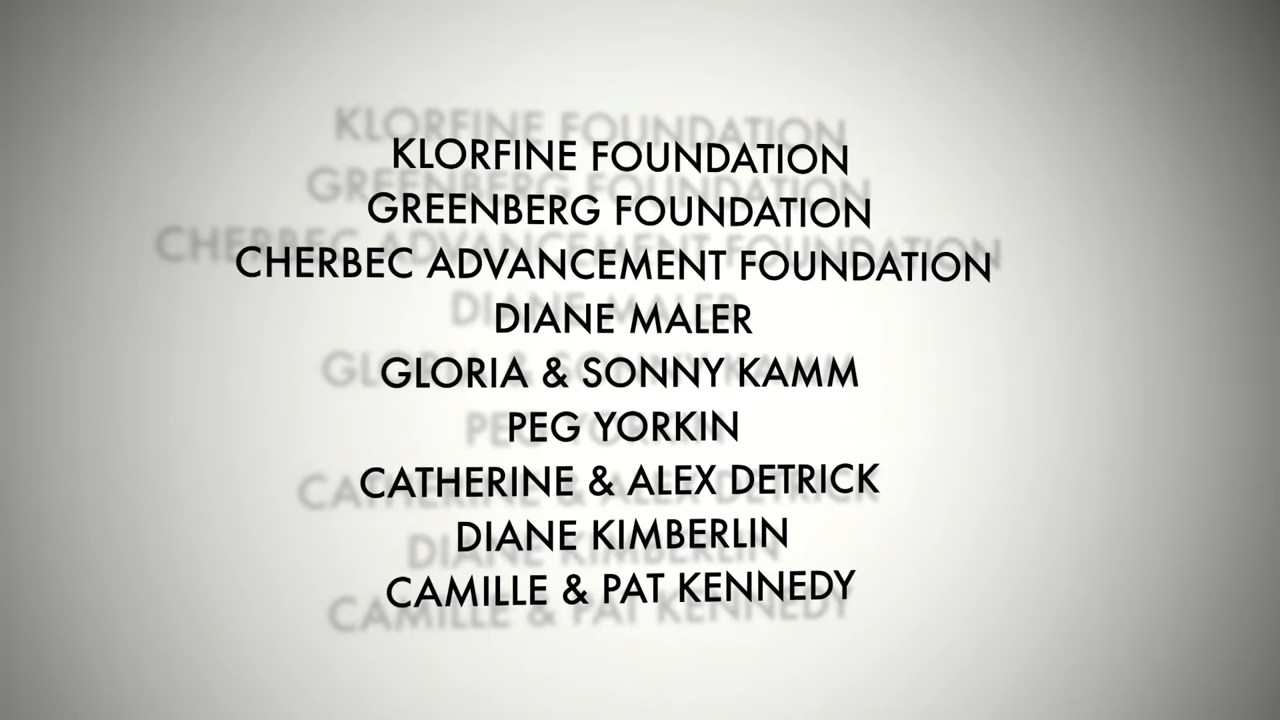 KLORFINE FOUNDATION
GREENBERG FOUNDATION
CHERBEC ADVANCEMENT FOUNDATION
DIANE MALER
GLORIA & SONNY KAMM
PEG YORKIN
CATHERINE & ALEX DETRICK
DIANE KIMBERLIN
CAMILLE & PAT KENNEDY